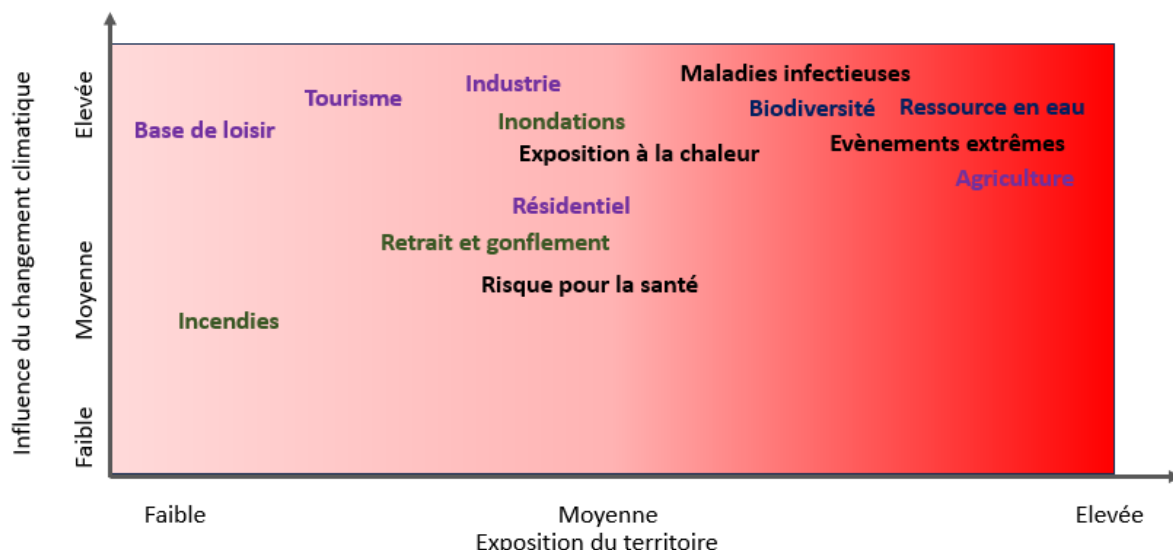 Influence du changement climatique
Elevée
Moyenne
Faible
Maladies infectieuses
Industrie
Tourisme
Biodiversité
Ressource en eau
Inondations
Base de loisir
Evènements extrêmes
Exposition à la chaleur
Agriculture
Résidentiel
Retrait et gonflement
Risque pour la santé
Incendies
Faible
Moyenne
Elevée
Exposition du territoire